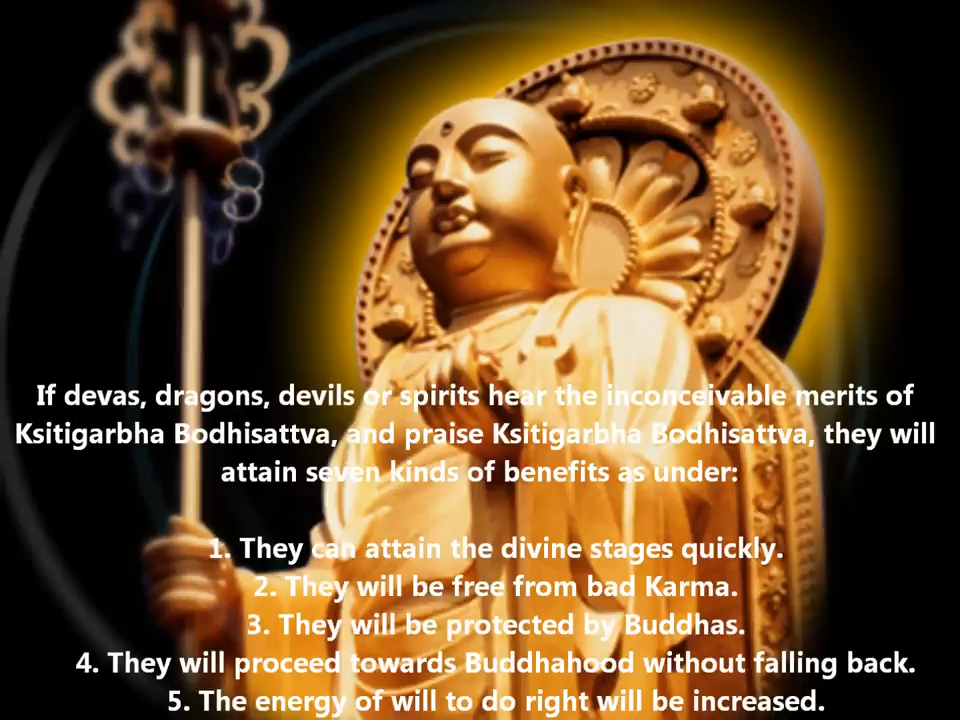 If devas, dragons, devils or spirits hear the inconceivable merits of
Ksitigarbha Bodhisattva, and praise Ksitigarbha Bodhisattva, they will
attain seven kinds of benefits as under:
1. They can attain the divine stages quickly.
2. They will be free from bad Karma.
3. They will be protected by Buddhas.
4. They will proceed towards Buddhahood without falling back.
5. The energy of will to do right will be increased.